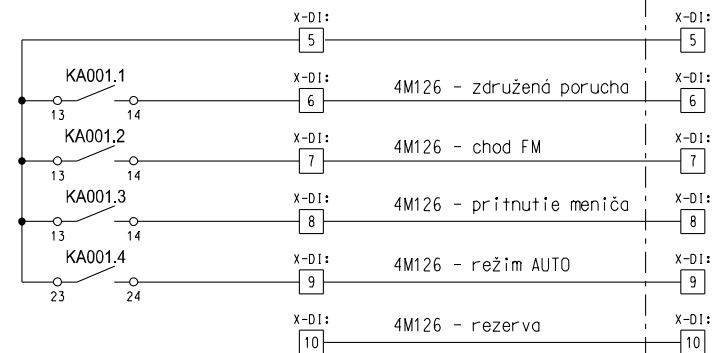 X-DI: X-DI:
5 5
KA001.1 X-DI: 4M126 - združená porucha X-DI:
13 14 6 6
KA001.2 X-DI: 4M126 - chod FM X-DI:
13 14 7 7
KA001.3 X-DI: 4M126 - pritnutie meniča X-DI:
13 14 8 8
KA001.4 X-DI: 4M126 - režim AUTO X-DI:
23 24 9 9
X-DI: 4M126 - rezerva X-DI:
10 10